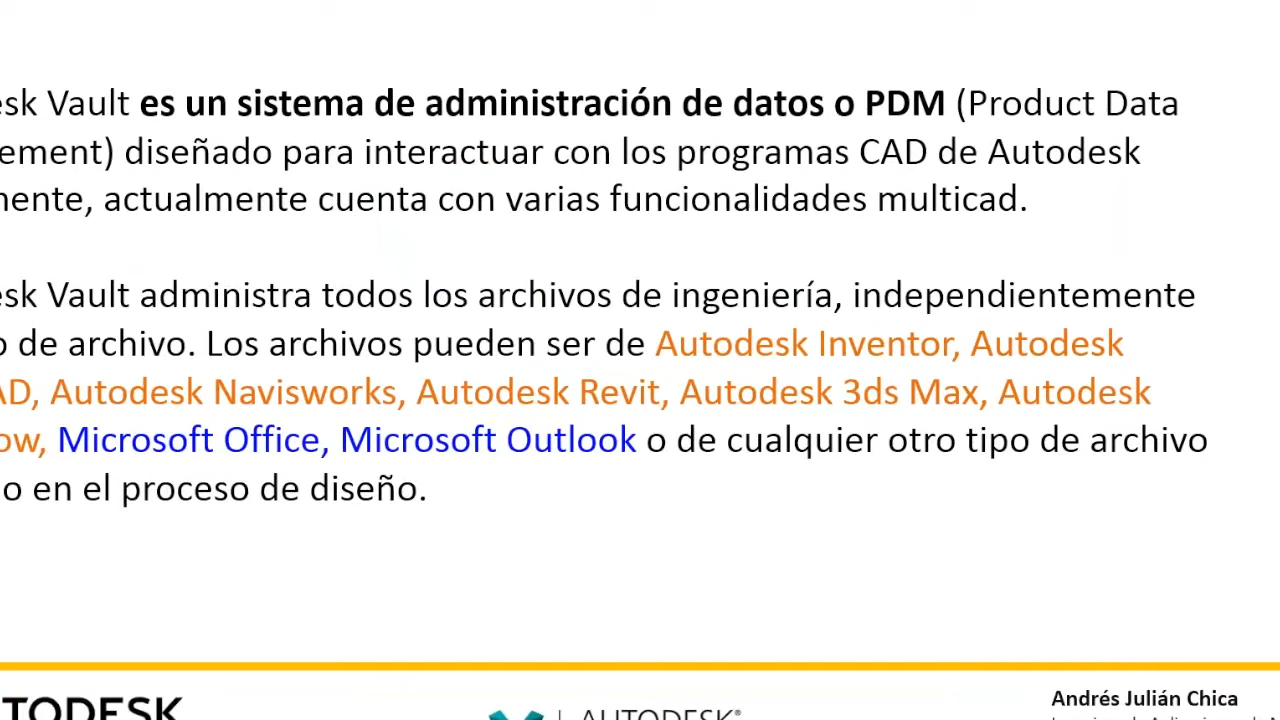 esk Vault es un sistema de administración de datos o PDM (Product Data
ement) diseñado para interactuar con los programas CAD de Autodesk
mente, actualmente cuenta con varias funcionalidades multicad.
esk Vault administra todos los archivos de ingeniería, independientemente
o de archivo. Los archivos pueden ser de Autodesk Inventor, Autodesk
AD, Autodesk Navisworks, Autodesk Revit, Autodesk 3ds Max, Autodesk
ow, Microsoft Office, Microsoft Outlook o de cualquier otro tipo de archivo
o en el proceso de diseño.
TODESK
| AUTODESK®
Andrés Julián Chica